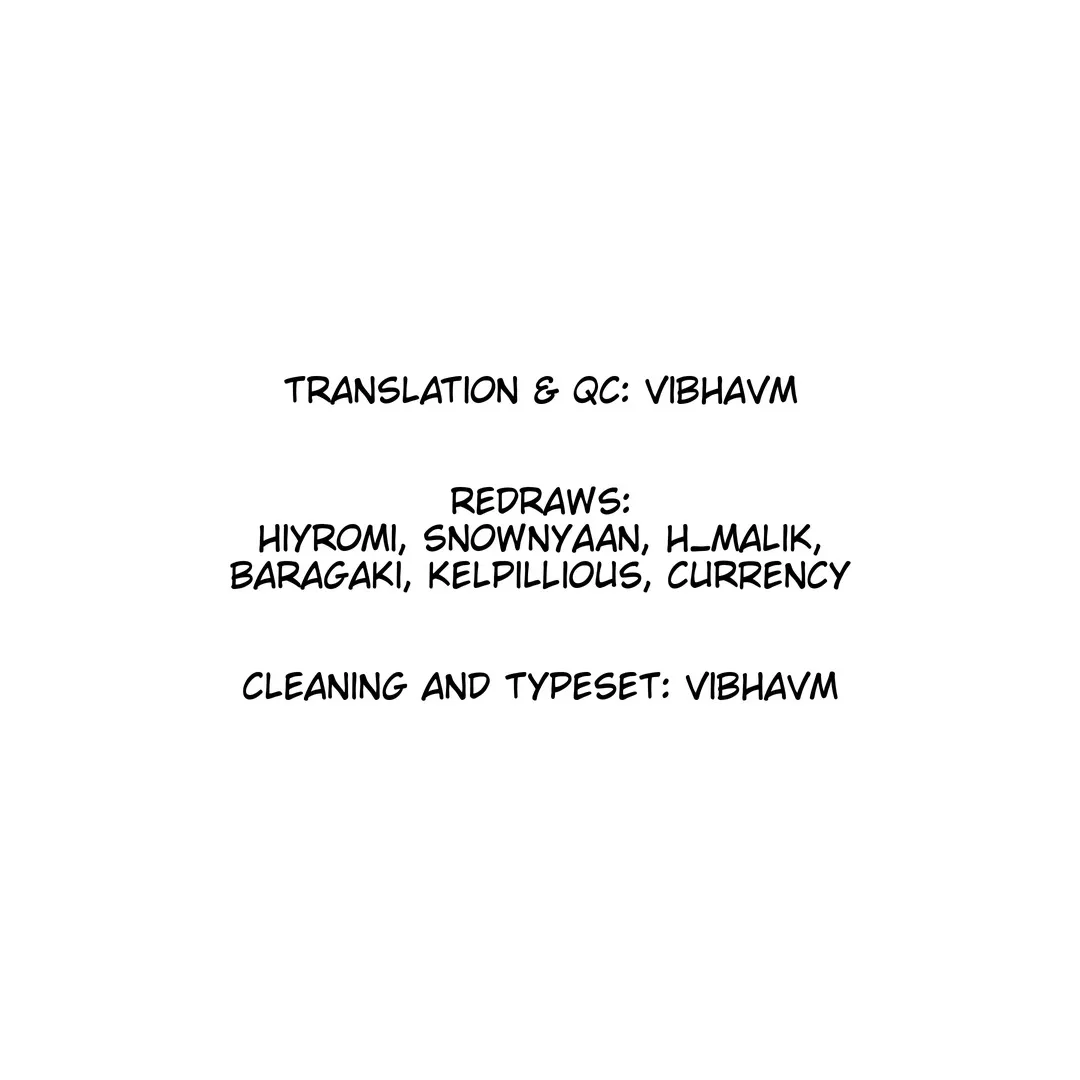 TRANSLATION & QC: VIBHAVM
REDRAWS:
HIYROMI, SNOWNYAAN, H_MALIK,
BARAGAKI, KELPILLIOUS, CURRENCY
CLEANING AND TYPESET: VIBHAVM